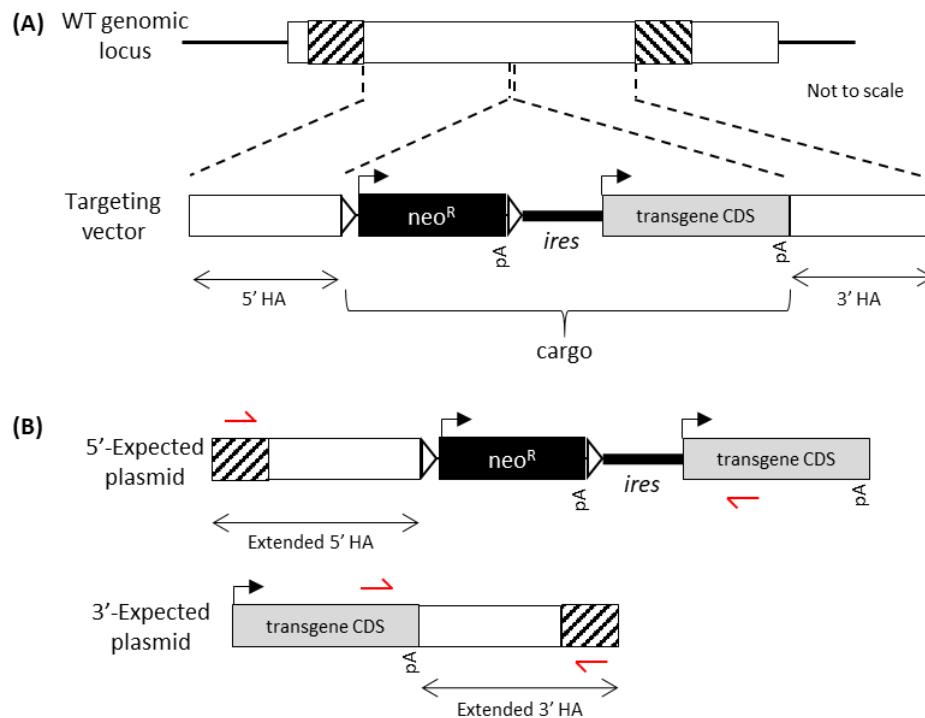 (A)
WT genomic
locus
Not to scale
Targeting
vector
neoᴿ
pA
ires
transgene CDS
pA
5' HA
3' HA
cargo
(B)
5'-Expected
plasmid
neoᴿ
pA
ires
transgene CDS
pA
Extended 5' HA
3'-Expected
plasmid
transgene CDS
pA
Extended 3' HA